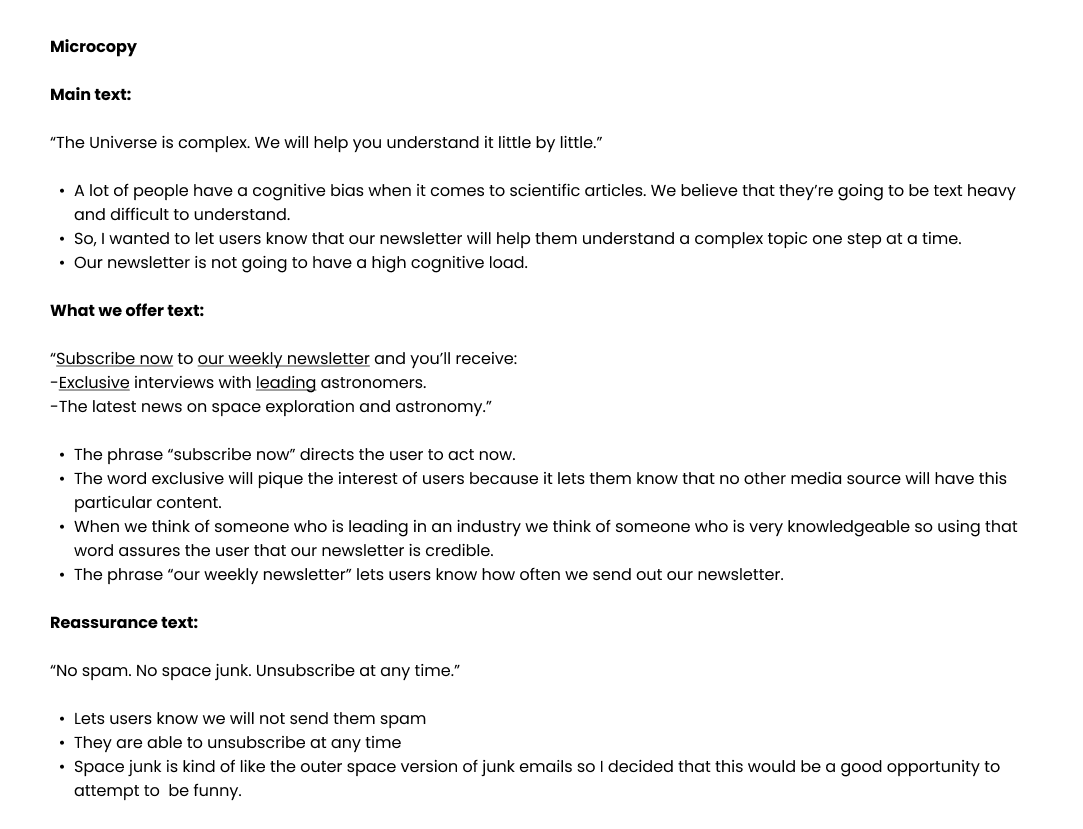 Microcopy
Main text:
“The Universe is complex. We will help you understand it little by little.”
• A lot of people have a cognitive bias when it comes to scientific articles. We believe that they’re going to be text heavy
and difficult to understand.
• So, I wanted to let users know that our newsletter will help them understand a complex topic one step at a time.
• Our newsletter is not going to have a high cognitive load.
What we offer text:
“Subscribe now to our weekly newsletter and you’ll receive:
-Exclusive interviews with leading astronomers.
-The latest news on space exploration and astronomy.”
• The phrase “subscribe now” directs the user to act now.
• The word exclusive will pique the interest of users because it lets them know that no other media source will have this
particular content.
• When we think of someone who is leading in an industry we think of someone who is very knowledgeable so using that
word assures the user that our newsletter is credible.
• The phrase “our weekly newsletter” lets users know how often we send out our newsletter.
Reassurance text:
“No spam. No space junk. Unsubscribe at any time.”
• Lets users know we will not send them spam
• They are able to unsubscribe at any time
• Space junk is kind of like the outer space version of junk emails so I decided that this would be a good opportunity to
attempt to  be funny.